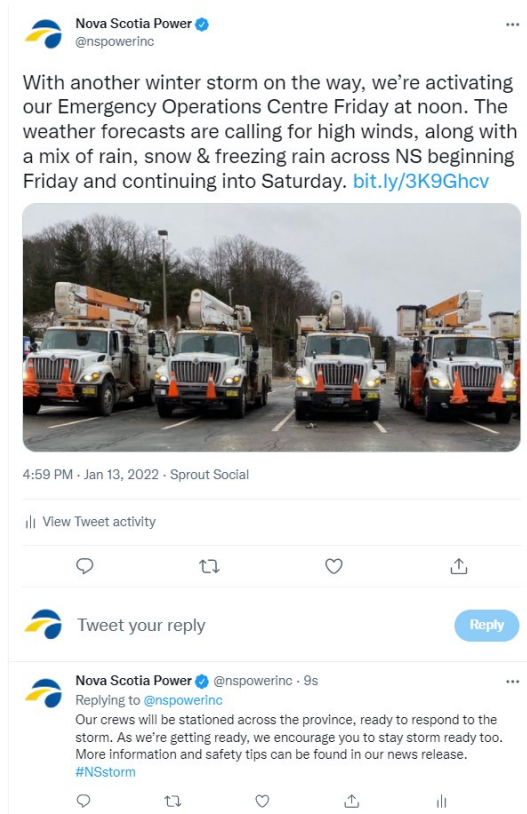 Nova Scotia Power
@nspowerinc
With another winter storm on the way, we're activating
our Emergency Operations Centre Friday at noon. The
weather forecasts are calling for high winds, along with
a mix of rain, snow & freezing rain across NS beginning
Friday and continuing into Saturday. bit.ly/3K9Ghcv
4:59 PM · Jan 13, 2022 · Sprout Social
View Tweet activity
Tweet your reply
Reply
Nova Scotia Power @nspowerinc · 9s
Replying to @nspowerinc
Our crews will be stationed across the province, ready to respond to the
storm. As we're getting ready, we encourage you to stay storm ready too.
More information and safety tips can be found in our news release.
#NSstorm